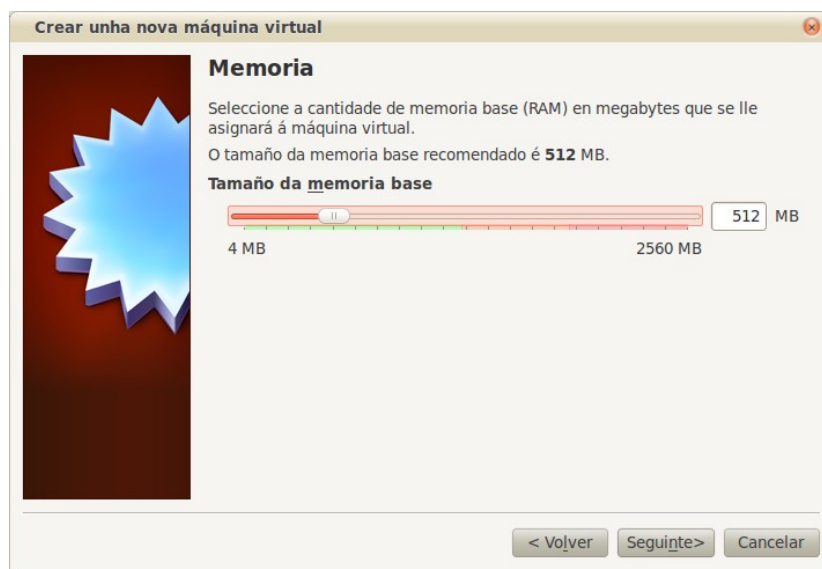 Crear unha nova máquina virtual
Memoria
Seleccione a cantidade de memoria base (RAM) en megabytes que se lle
asignará á máquina virtual.
O tamaño da memoria base recomendado é 512 MB.
Tamaño da memoria base
512 MB
4 MB 2560 MB
< Volver Seguinte> Cancelar